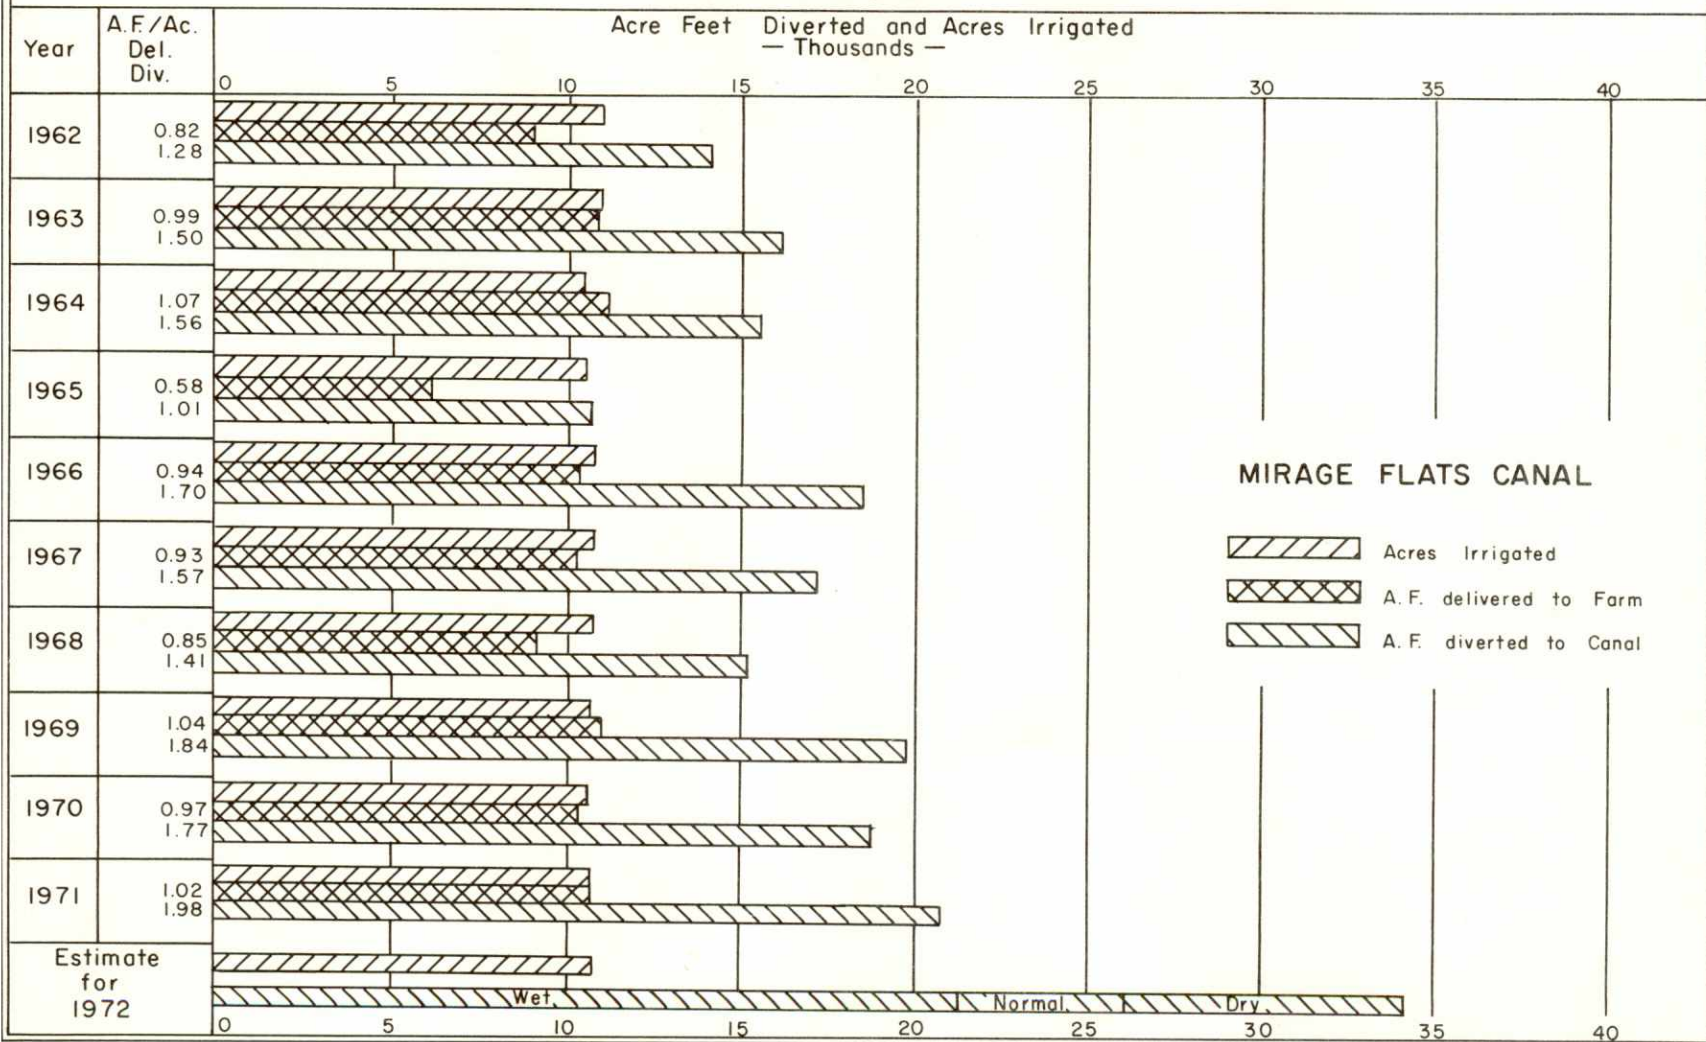 Year
A.F./Ac.
Del.
Div.
Acre Feet Diverted and Acres Irrigated
— Thousands —
0 5 10 15 20 25 30 35 40
1962
0.82
1.28
1963
0.99
1.50
1964
1.07
1.56
1965
0.58
1.01
1966
0.94
1.70
1967
0.93
1.57
1968
0.85
1.41
1969
1.04
1.84
1970
0.97
1.77
1971
1.02
1.98
MIRAGE FLATS CANAL
Acres Irrigated
A.F. delivered to Farm
A.F. diverted to Canal
Estimate
for
1972
Wet Normal Dry
0 5 10 15 20 25 30 35 40